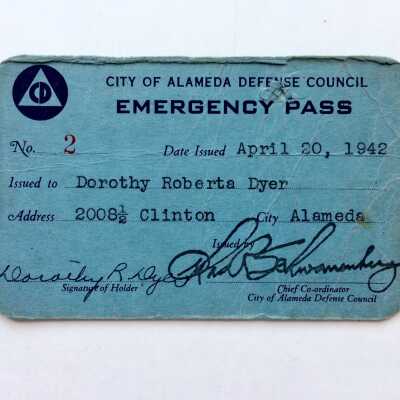 CD
CITY OF ALAMEDA DEFENSE COUNCIL
EMERGENCY PASS
No. 2 Date Issued April 20, 1942
Issued to Dorothy Roberta Dyer
Address 2008½ Clinton City Alameda
Issued by
Dorothy R Dyer
Signature of Holder Chief Co-ordinator
City of Alameda Defense Council